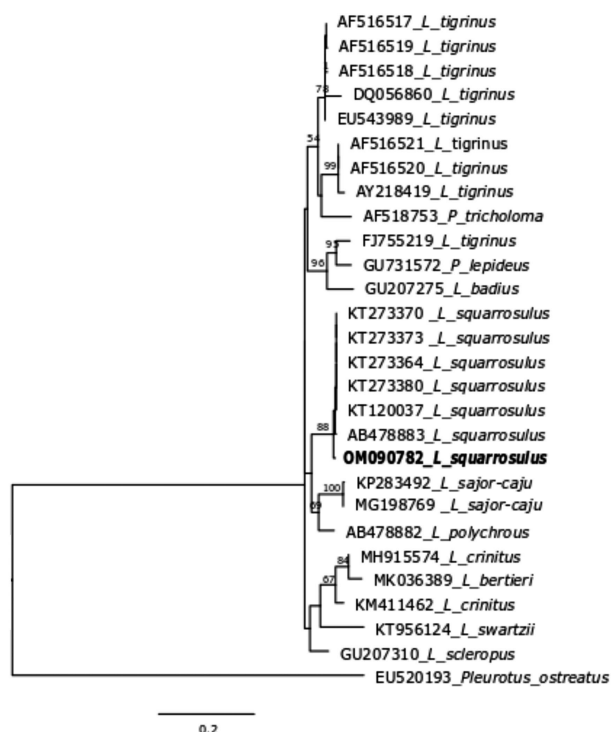 AF516517_L_tigrinus
AF516519_L_tigrinus
AF516518_L_tigrinus
78
DQ056860_L_tigrinus
EU543989_L_tigrinus
54
AF516521_L_tigrinus
99
AF516520_L_tigrinus
AY218419_L_tigrinus
AF518753_P_tricholoma
FJ755219_L_tigrinus
93
96
GU731572_P_lepideus
GU207275_L_badius
KT273370 _L_squarrosulus
KT273373 _L_squarrosulus
KT273364_L_squarrosulus
KT273380_L_squarrosulus
KT120037_L_squarrosulus
88
AB478883_L_squarrosulus
OM090782_L_squarrosulus
KP283492_L_sajor-caju
100
MG198769 _L_sajor-caju
69
AB478882_L_polychrous
MH915574_L_crinitus
84
MK036389_L_bertieri
67
KM411462_L_crinitus
KT956124_L_swartzii
GU207310_L_scleropus
EU520193_Pleurotus_ostreatus
0.2